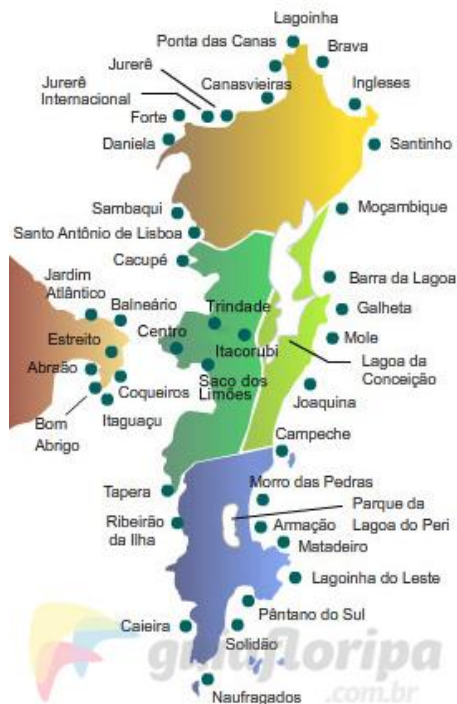 Lagoinha
Ponta das Canas
Brava
Jurerê
Canasvieiras
Ingleses
Jurerê
Internacional
Forte
Daniela
Santinho
Sambaqui
Moçambique
Santo Antônio de Lisboa
Cacupé
Jardim
Atlântico
Balneário
Trindade
Barra da Lagoa
Galheta
Estreito
Centro
Itacorubi
Mole
Abraão
Coqueiros
Saco dos
Limões
Lagoa da
Conceição
Bom
Abrigo
Itaguaçu
Joaquina
Campeche
Tapera
Morro das Pedras
Ribeirão
da Ilha
Armação
Parque da
Lagoa do Peri
Matadeiro
Lagoinha do Leste
Caieira
Pântano do Sul
Solidão
Naufragados
guiafloripa
.com.br